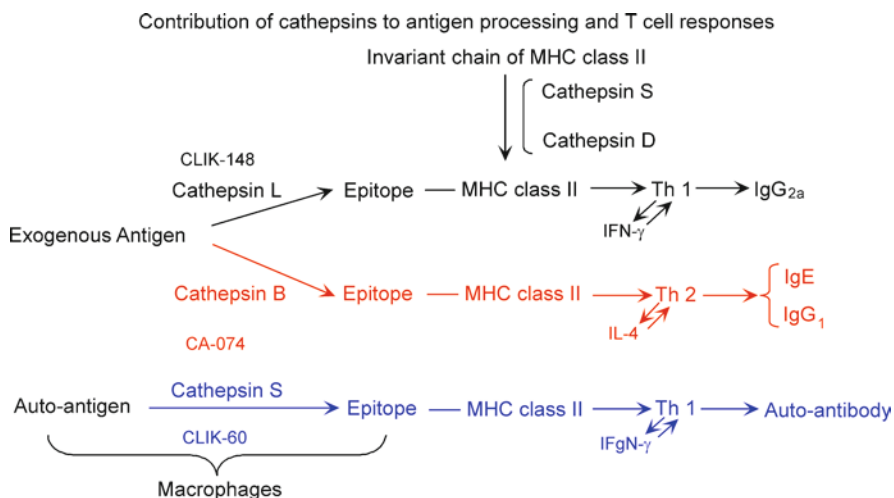 Contribution of cathepsins to antigen processing and T cell responses
Invariant chain of MHC class II
Cathepsin S
Cathepsin D
CLIK-148
Cathepsin L
Epitope
MHC class II
Th 1
IgG2a
IFN-γ
Exogenous Antigen
Cathepsin B
Epitope
MHC class II
Th 2
IgE
IgG1
IL-4
CA-074
Auto-antigen
Cathepsin S
Epitope
MHC class II
Th 1
Auto-antibody
CLIK-60
IFgN-γ
Macrophages